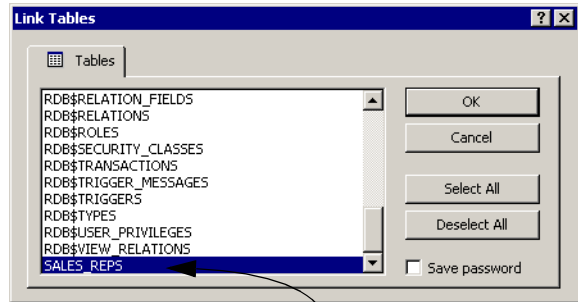 Link Tables
Tables
RDB$RELATION_FIELDS
RDB$RELATIONS
RDB$ROLES
RDB$SECURITY_CLASSES
RDB$TRANSACTIONS
RDB$TRIGGER_MESSAGES
RDB$TRIGGERS
RDB$TYPES
RDB$USER_PRIVILEGES
RDB$VIEW_RELATIONS
SALES_REPS
OK
Cancel
Select All
Deselect All
Save password